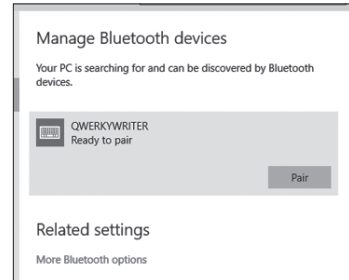 Manage Bluetooth devices
Your PC is searching for and can be discovered by Bluetooth
devices.
QWERKYWRITER
Ready to pair
Pair
Related settings
More Bluetooth options